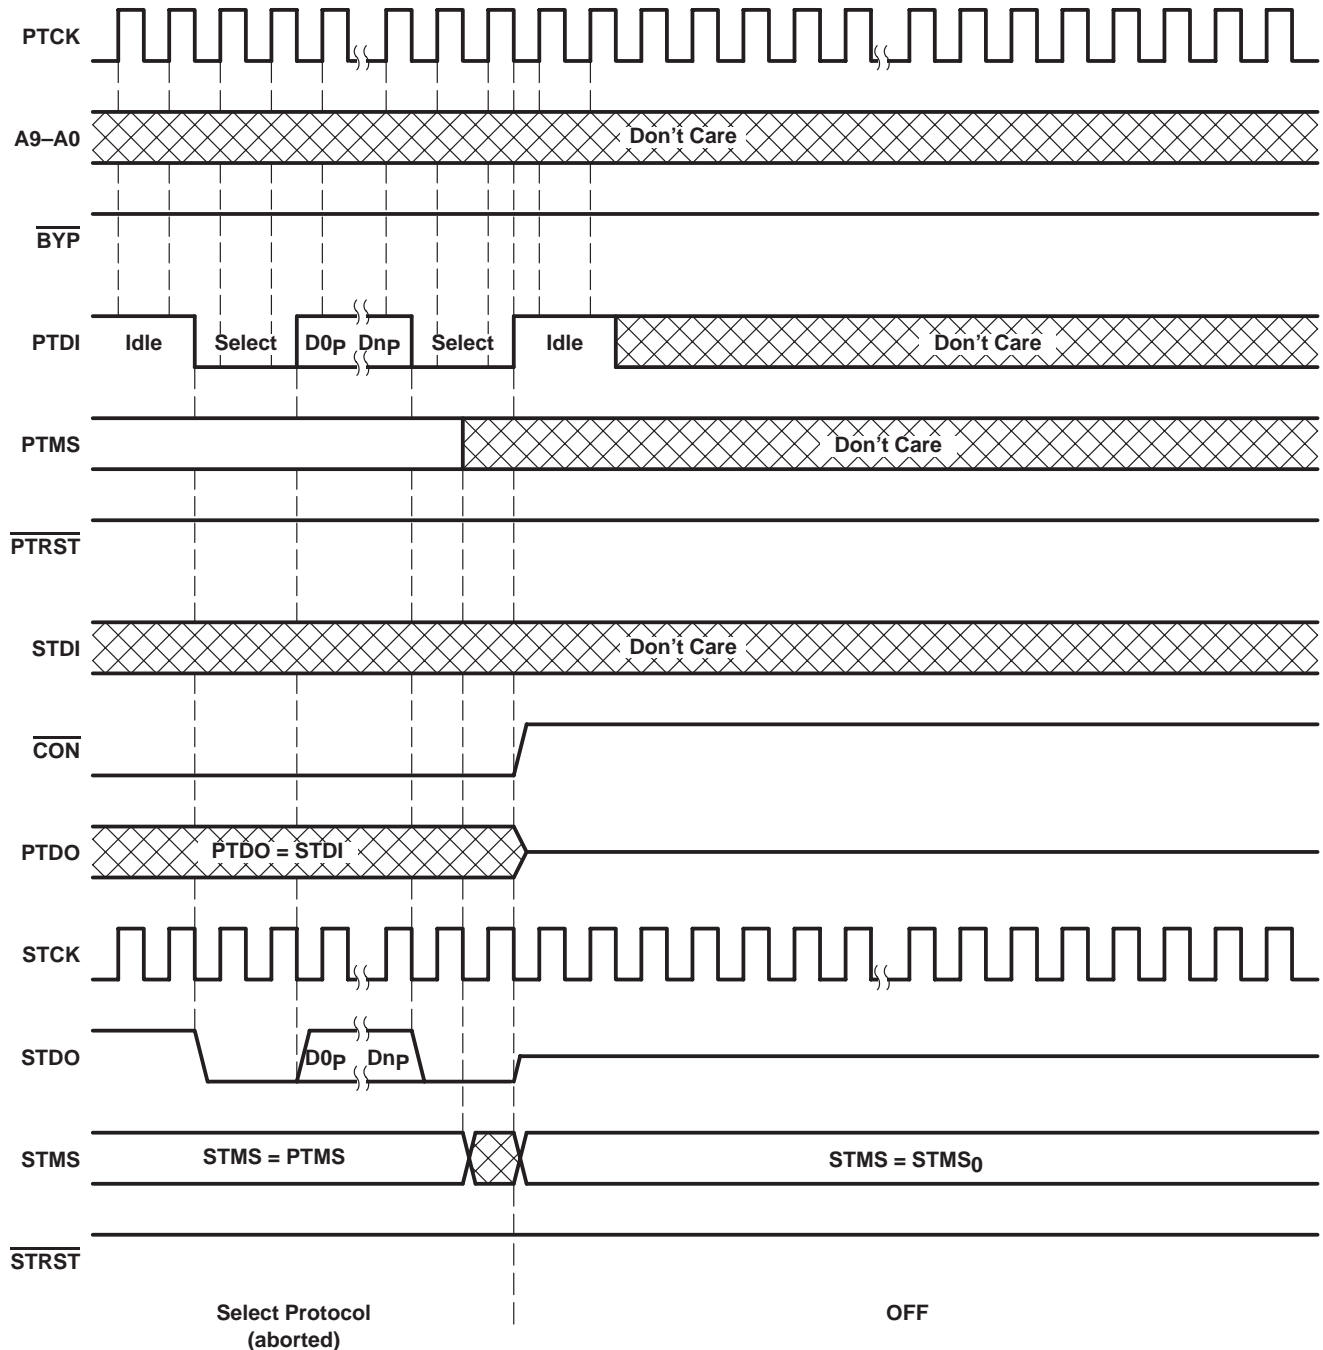 PTCK
A9–A0
Don't Care
BYP
PTDI
Idle
Select
D0P
DnP
Select
Idle
Don't Care
PTMS
Don't Care
PTRST
STDI
Don't Care
CON
PTDO
PTDO = STDI
STCK
STDO
D0P
DnP
STMS
STMS = PTMS
STMS = STMS0
STRST
Select Protocol
(aborted)
OFF